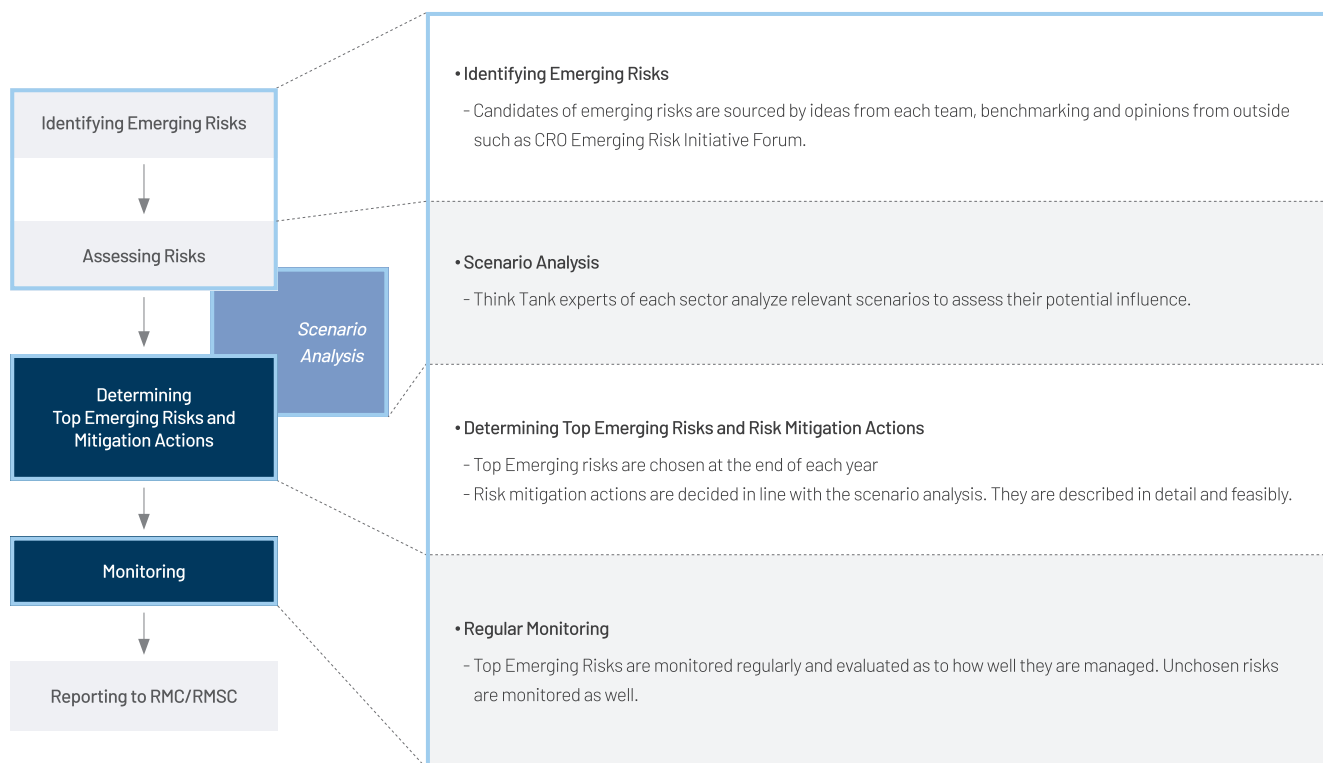 Identifying Emerging Risks
Assessing Risks
Scenario
Analysis
Determining
Top Emerging Risks and
Mitigation Actions
Monitoring
Reporting to RMC/RMSC
• Identifying Emerging Risks
- Candidates of emerging risks are sourced by ideas from each team, benchmarking and opinions from outside
such as CRO Emerging Risk Initiative Forum.
• Scenario Analysis
- Think Tank experts of each sector analyze relevant scenarios to assess their potential influence.
• Determining Top Emerging Risks and Risk Mitigation Actions
- Top Emerging risks are chosen at the end of each year
- Risk mitigation actions are decided in line with the scenario analysis. They are described in detail and feasibly.
• Regular Monitoring
- Top Emerging Risks are monitored regularly and evaluated as to how well they are managed. Unchosen risks
are monitored as well.